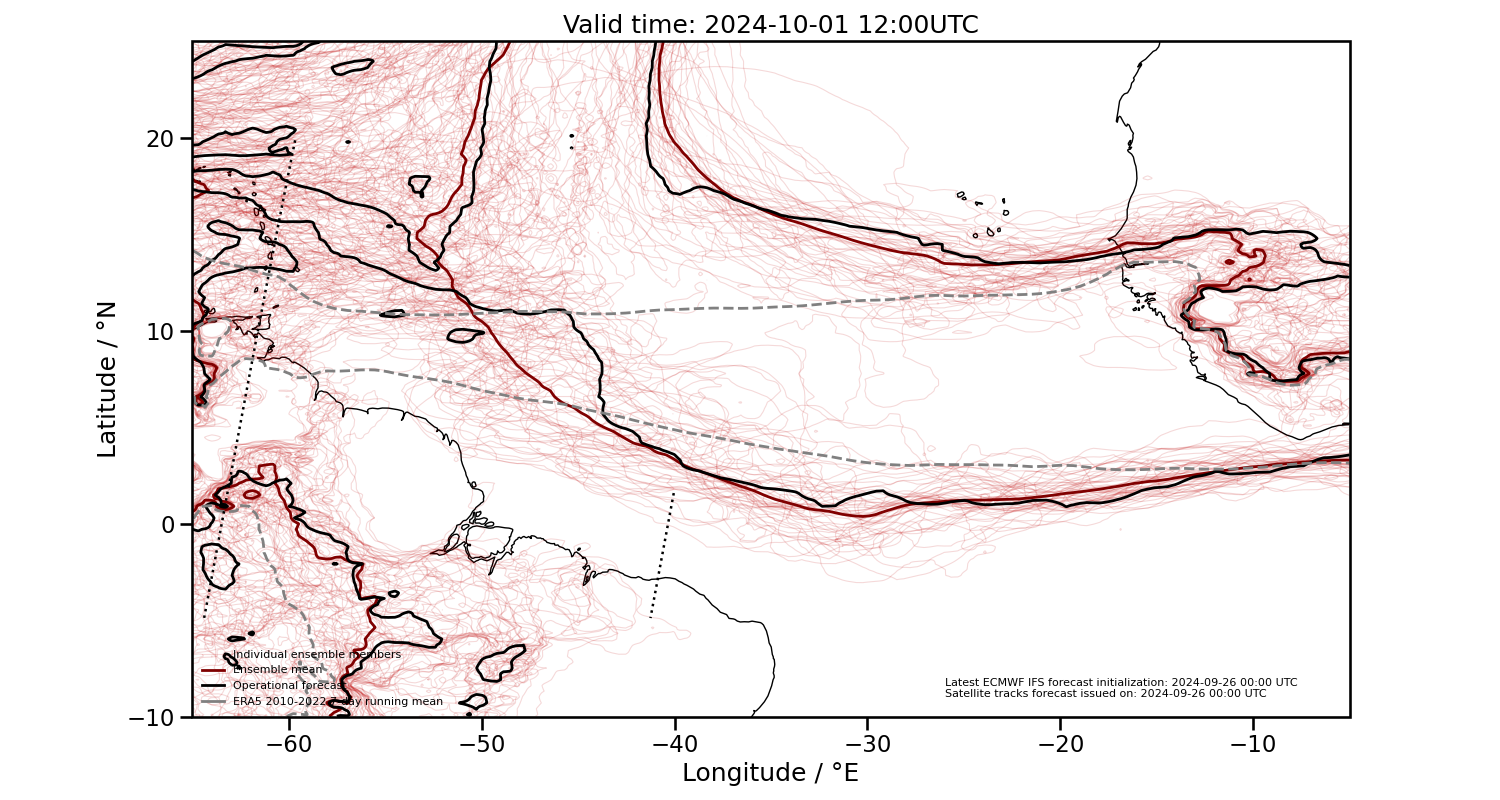 Valid time: 2024-10-01 12:00UTC
Latitude / °N
20
10
0
−10
Individual ensemble members
Ensemble mean
Operational forecast
ERA5 2010-2022 7-day running mean
Latest ECMWF IFS forecast initialization: 2024-09-26 00:00 UTC
Satellite tracks forecast issued on: 2024-09-26 00:00 UTC
−60 −50 −40 −30 −20 −10
Longitude / °E